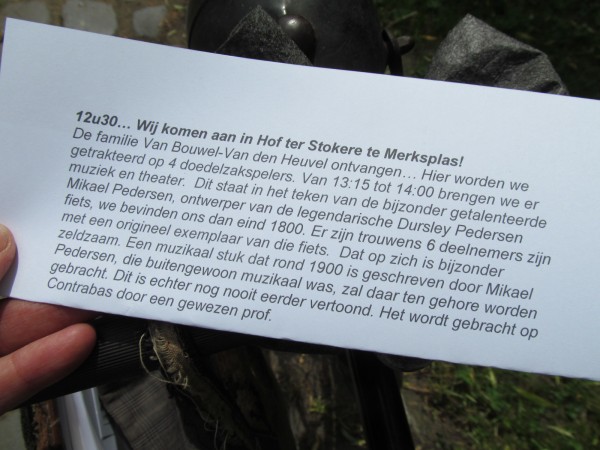 12u30… Wij komen aan in Hof ter Stokere te Merksplas!
De familie Van Bouwel-Van den Heuvel ontvangen… Hier worden we
getrakteerd op 4 doedelzakspelers. Van 13:15 tot 14:00 brengen we er
muziek en theater. Dit staat in het teken van de bijzonder getalenteerde
Mikael Pedersen, ontwerper van de legendarische Dursley Pedersen
fiets, we bevinden ons dan eind 1800. Er zijn trouwens 6 deelnemers zijn
met een origineel exemplaar van die fiets. Dat op zich is bijzonder
zeldzaam. Een muzikaal stuk dat rond 1900 is geschreven door Mikael
Pedersen, die buitengewoon muzikaal was, zal daar ten gehore worden
gebracht. Dit is echter nog nooit eerder vertoond. Het wordt gebracht op
Contrabas door een gewezen prof.